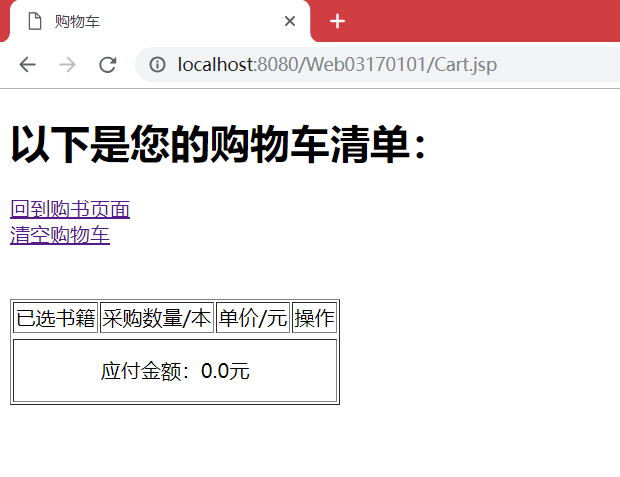 购物车
localhost:8080/Web03170101/Cart.jsp
以下是您的购物车清单：
回到购书页面
清空购物车
已选书籍 采购数量/本 单价/元 操作
应付金额：0.0元